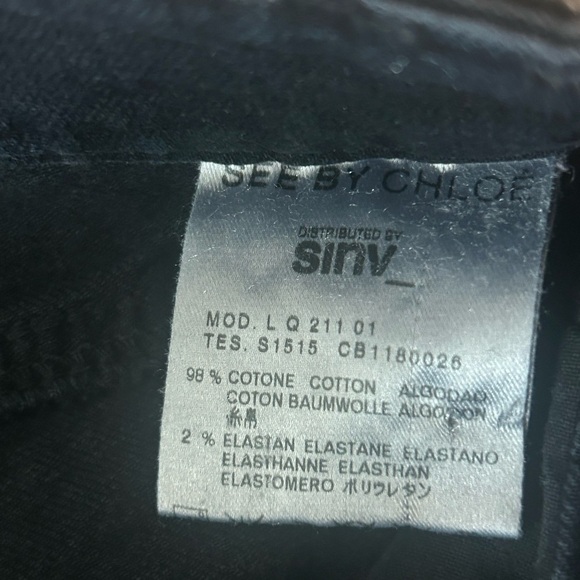 SEE BY CHLOÉ
DISTRIBUTED BY
sinv_
MOD. L Q 211 01
TES. S1515 CB1180026
98 % COTONE COTTON ALGODAO
COTON BAUMWOLLE ALGODON
綿
2 % ELASTAN ELASTANE ELASTANO
ELASTHANNE ELASTHAN
ELASTOMERO ポリウレタン